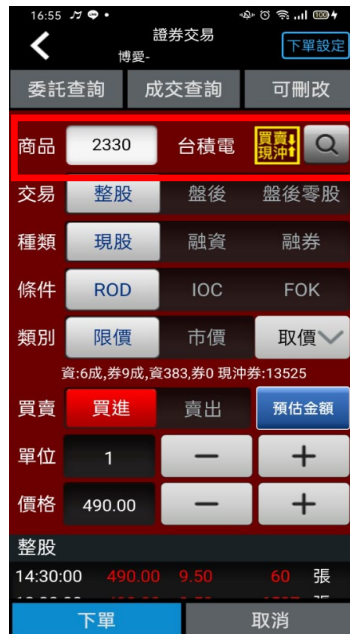 16:55
100
證券交易
博愛-
下單設定
委託查詢 成交查詢 可刪改
商品 2330 台積電 買賣現沖
交易 整股 盤後 盤後零股
種類 現股 融資 融券
條件 ROD IOC FOK
類別 限價 市價 取價
資:6成,券9成,資383,券0 現沖券:13525
買賣 買進 賣出 預估金額
單位 1 － ＋
價格 490.00 － ＋
整股
14:30:00 490.00 9.50 60 張
下單 取消